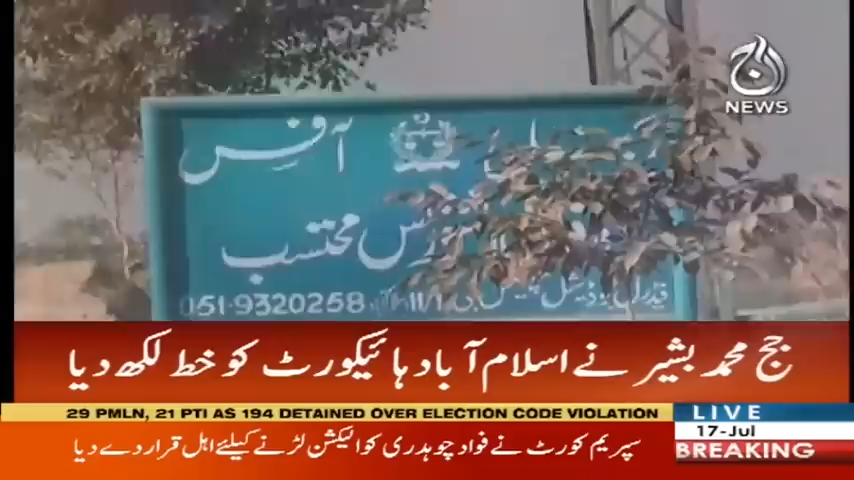 آج
NEWS
آفس
محتسب
051-9320258
جج محمد بشیر نے اسلام آباد ہائیکورٹ کو خط لکھ دیا
29 PMLN, 21 PTI AS 194 DETAINED OVER ELECTION CODE VIOLATION
LIVE
17-Jul
سپریم کورٹ نے فواد چوہدری کو الیکشن لڑنے کیلئے اہل قرار دے دیا
BREAKING